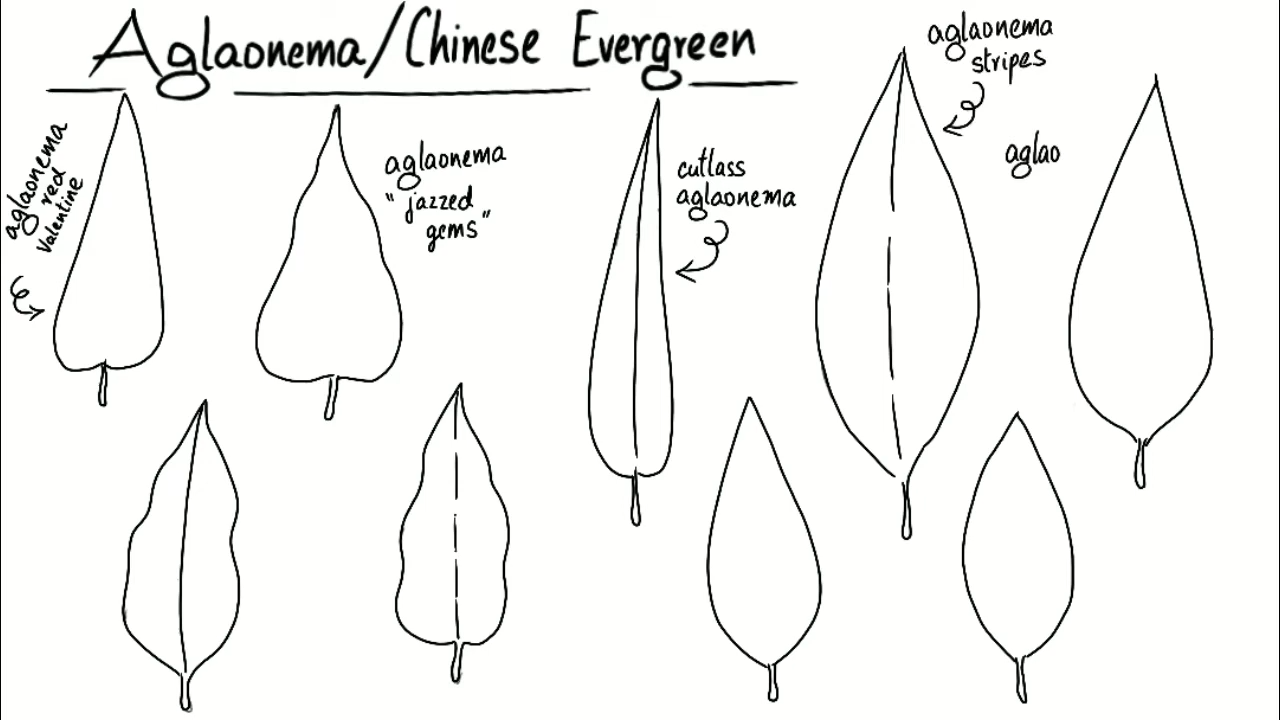 Aglaonema/Chinese Evergreen
aglaonema
red
Valentine
aglaonema
"jazzed
gems"
cutlass
aglaonema
aglaonema
stripes
aglao